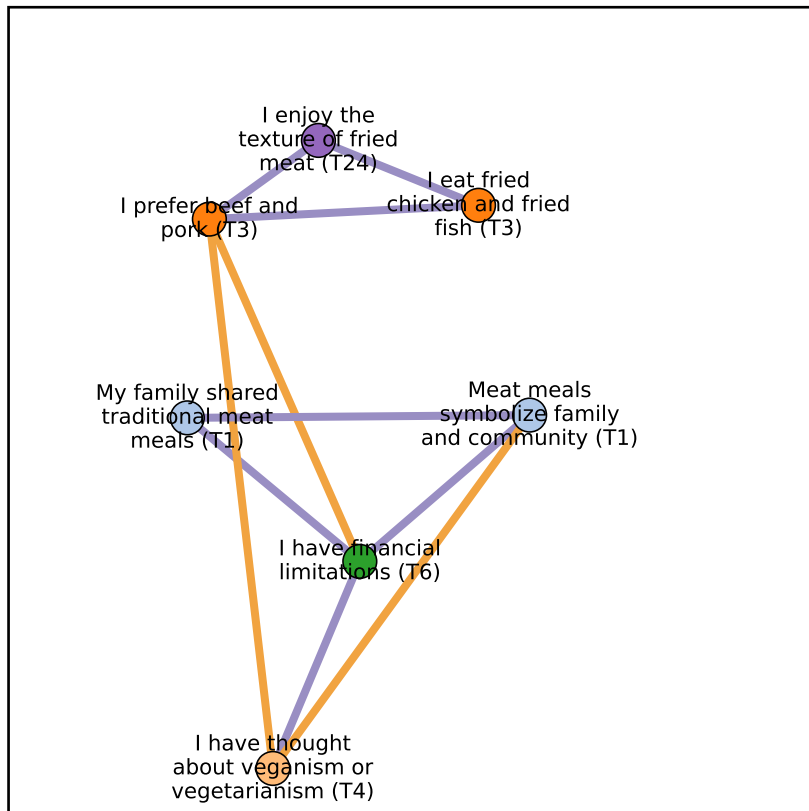 I enjoy the
texture of fried
meat (T24)
I eat fried
chicken and fried
fish (T3)
I prefer beef and
pork (T3)
My family shared
traditional meat
meals (T1)
Meat meals
symbolize family
and community (T1)
I have financial
limitations (T6)
I have thought
about veganism or
vegetarianism (T4)